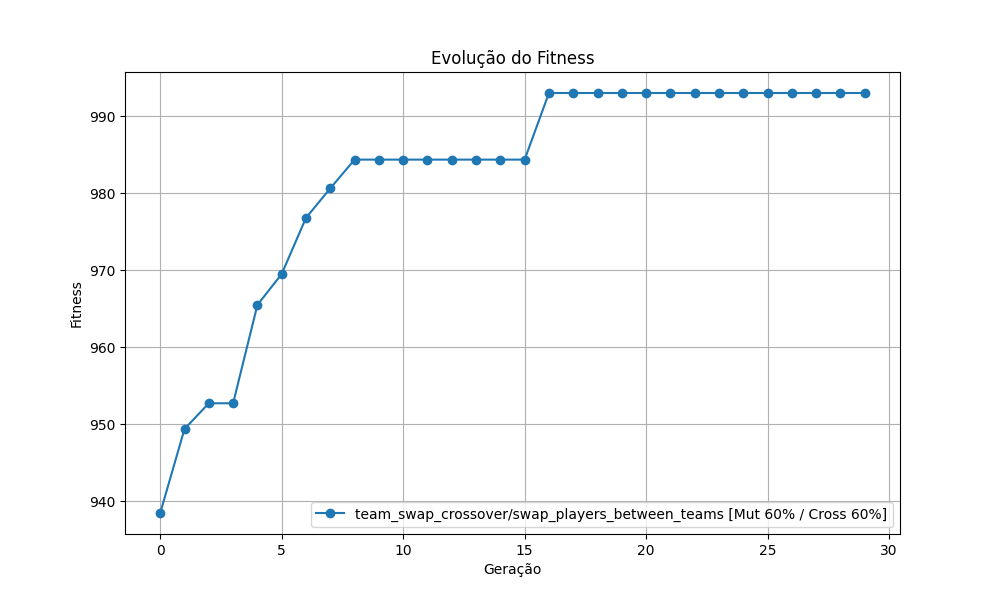 Evolução do Fitness
Fitness
990
980
970
960
950
940
team_swap_crossover/swap_players_between_teams [Mut 60% / Cross 60%]
0 5 10 15 20 25 30
Geração